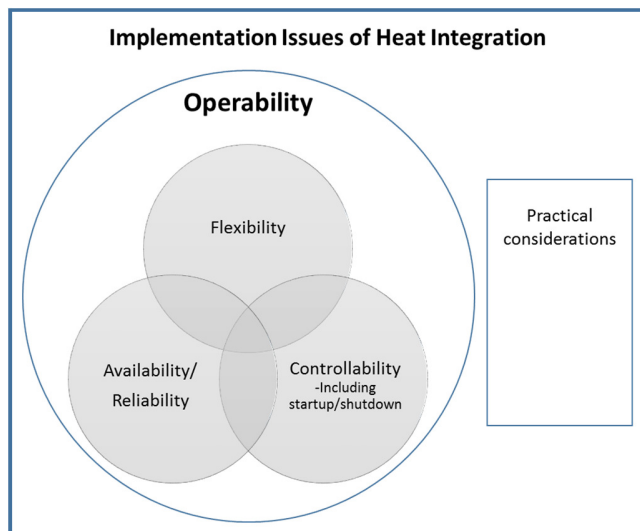 Implementation Issues of Heat Integration
Operability
Flexibility
Availability/
Reliability
Controllability
-Including
startup/shutdown
Practical
considerations